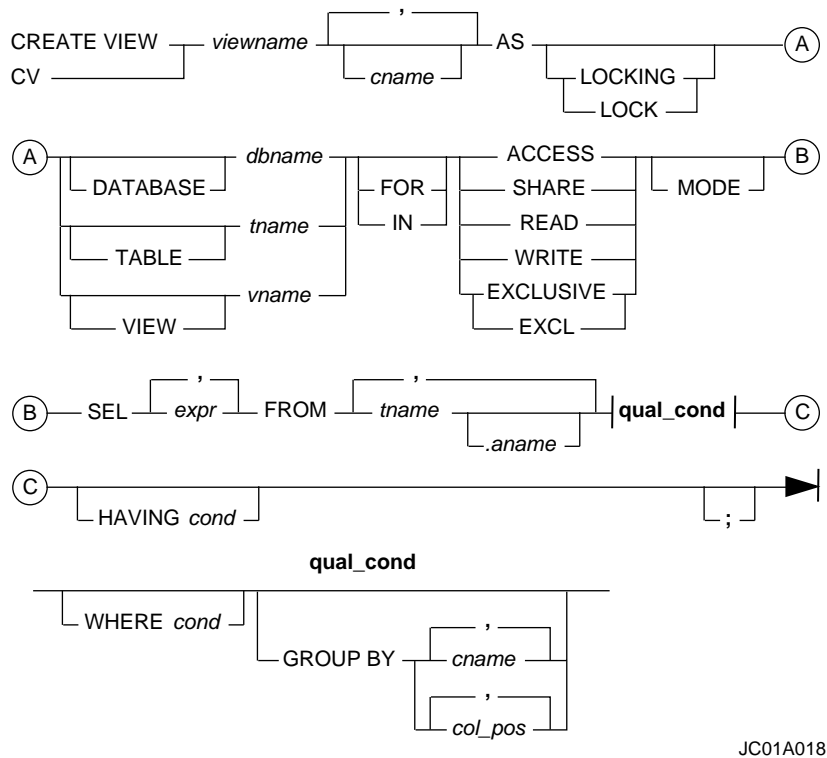 ,
CREATE VIEW viewname AS A
CV cname LOCKING
LOCK
A dbname ACCESS B
DATABASE FOR SHARE MODE
tname IN READ
TABLE WRITE
vname EXCLUSIVE
VIEW EXCL
, ,
B SEL expr FROM tname qual_cond C
.aname
C
HAVING cond ;
qual_cond
WHERE cond ,
GROUP BY cname
,
col_pos
JC01A018